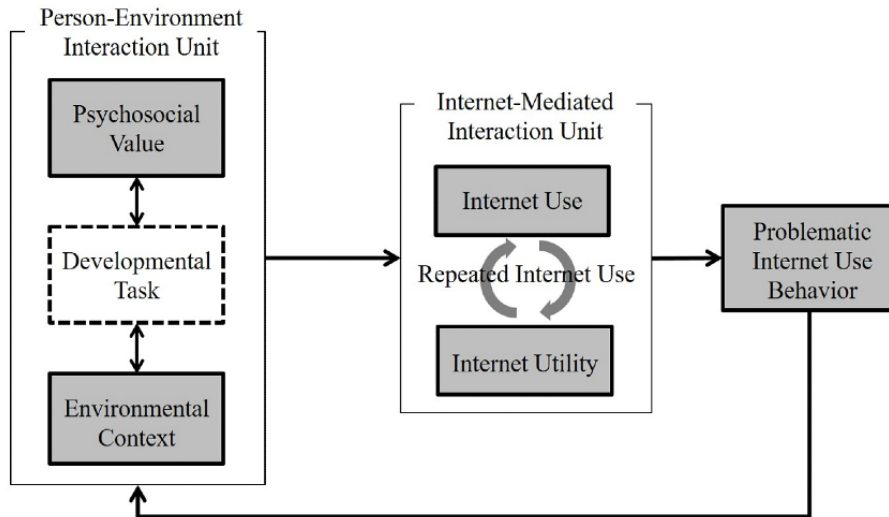 Person-Environment
Interaction Unit
Psychosocial
Value
Developmental
Task
Environmental
Context
Internet-Mediated
Interaction Unit
Internet Use
Repeated Internet Use
Internet Utility
Problematic
Internet Use
Behavior